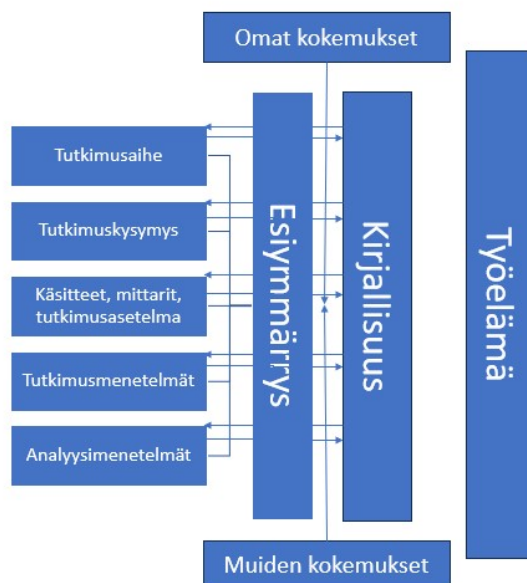 Omat kokemukset
Tutkimusaihe
Tutkimuskysymys
Käsitteet, mittarit,
tutkimusasetelma
Tutkimusmenetelmät
Analyysimenetelmät
Esiymmärrys
Kirjallisuus
Työelämä
Muiden kokemukset